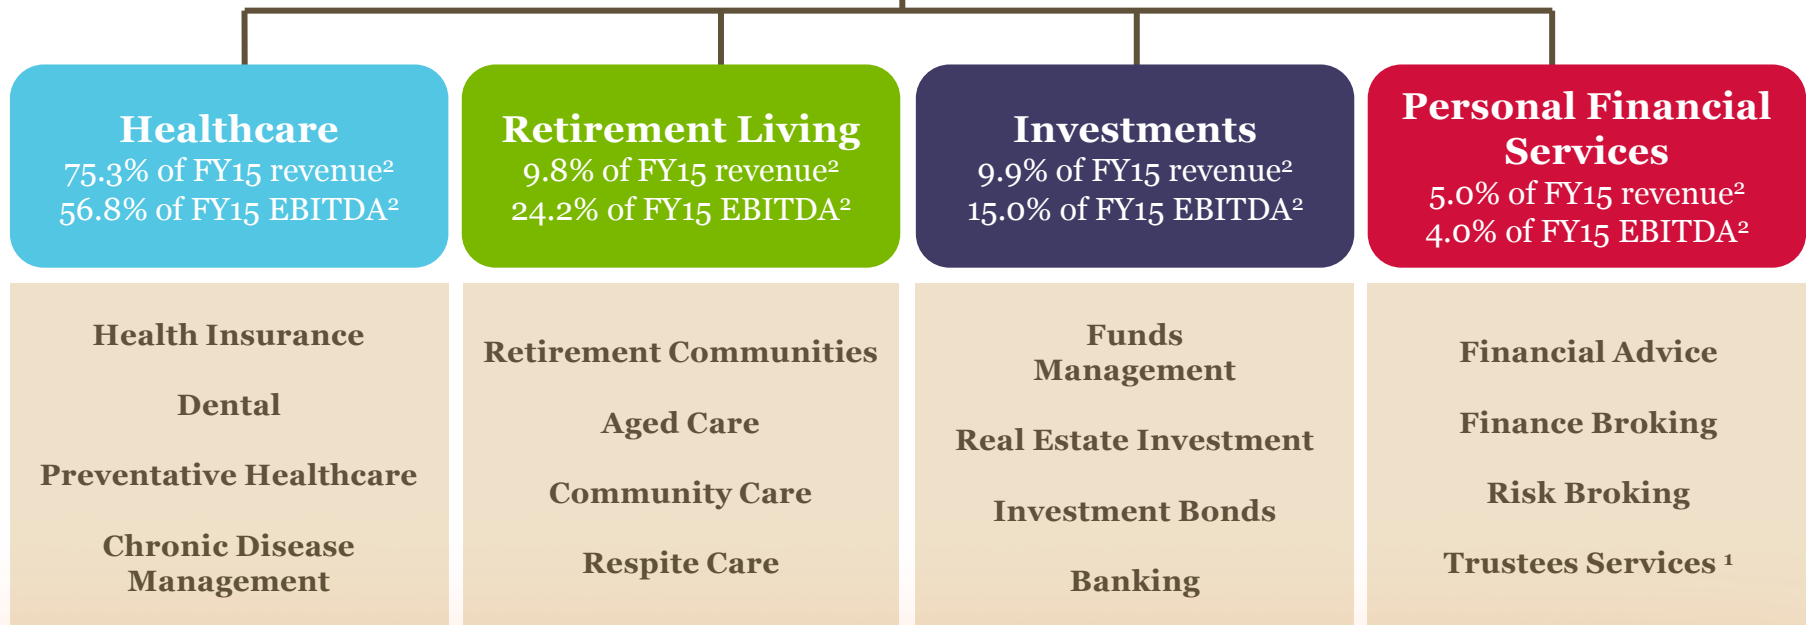 Healthcare
75.3% of FY15 revenue²
56.8% of FY15 EBITDA²
Retirement Living
9.8% of FY15 revenue²
24.2% of FY15 EBITDA²
Investments
9.9% of FY15 revenue²
15.0% of FY15 EBITDA²
Personal Financial
Services
5.0% of FY15 revenue²
4.0% of FY15 EBITDA²
Health Insurance
Dental
Preventative Healthcare
Chronic Disease
Management
Retirement Communities
Aged Care
Community Care
Respite Care
Funds
Management
Real Estate Investment
Investment Bonds
Banking
Financial Advice
Finance Broking
Risk Broking
Trustees Services ¹